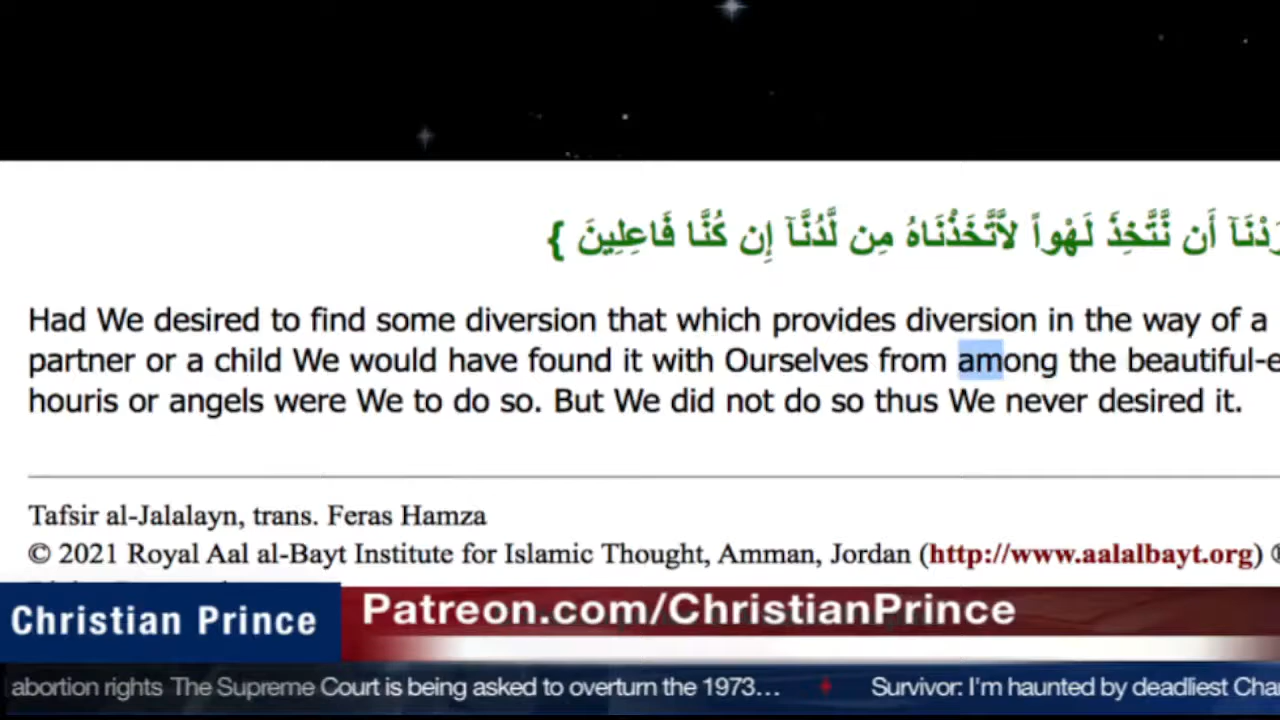 أَن نَّتَّخِذَ لَهْواً لاَّتَّخَذْنَاهُ مِن لَّدُنَّآ إِن كُنَّا فَاعِلِينَ }
Had We desired to find some diversion that which provides diversion in the way of a
partner or a child We would have found it with Ourselves from among the beautiful-e
houris or angels were We to do so. But We did not do so thus We never desired it.
Tafsir al-Jalalayn, trans. Feras Hamza
© 2021 Royal Aal al-Bayt Institute for Islamic Thought, Amman, Jordan (http://www.aalalbayt.org) ©
Christian Prince
Patreon.com/ChristianPrince
abortion rights The Supreme Court is being asked to overturn the 1973... Survivor: I'm haunted by deadliest Cha